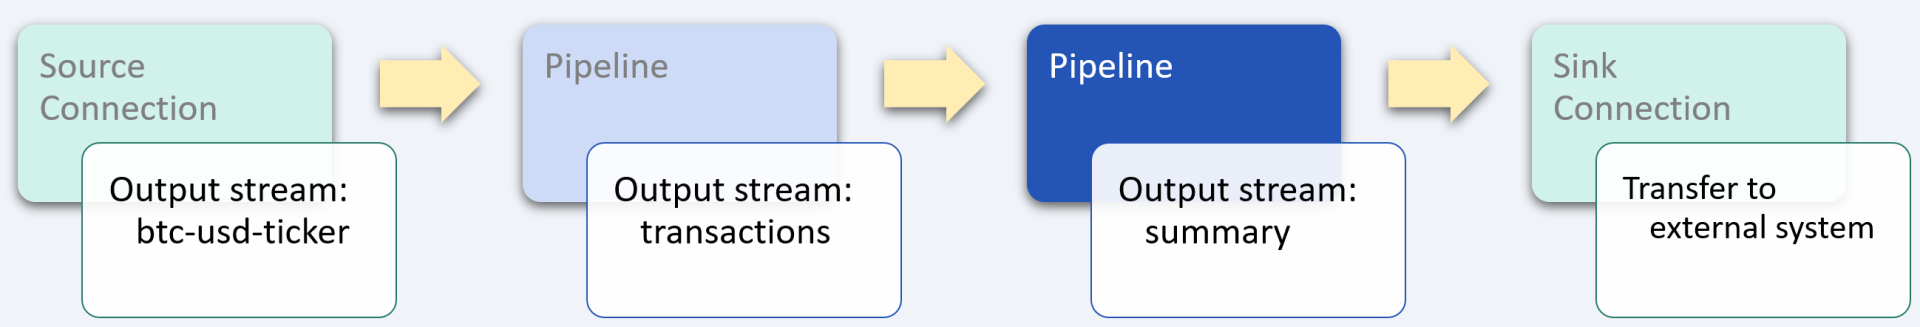 Source
Connection
Output stream:
btc-usd-ticker
Pipeline
Output stream:
transactions
Pipeline
Output stream:
summary
Sink
Connection
Transfer to
external system